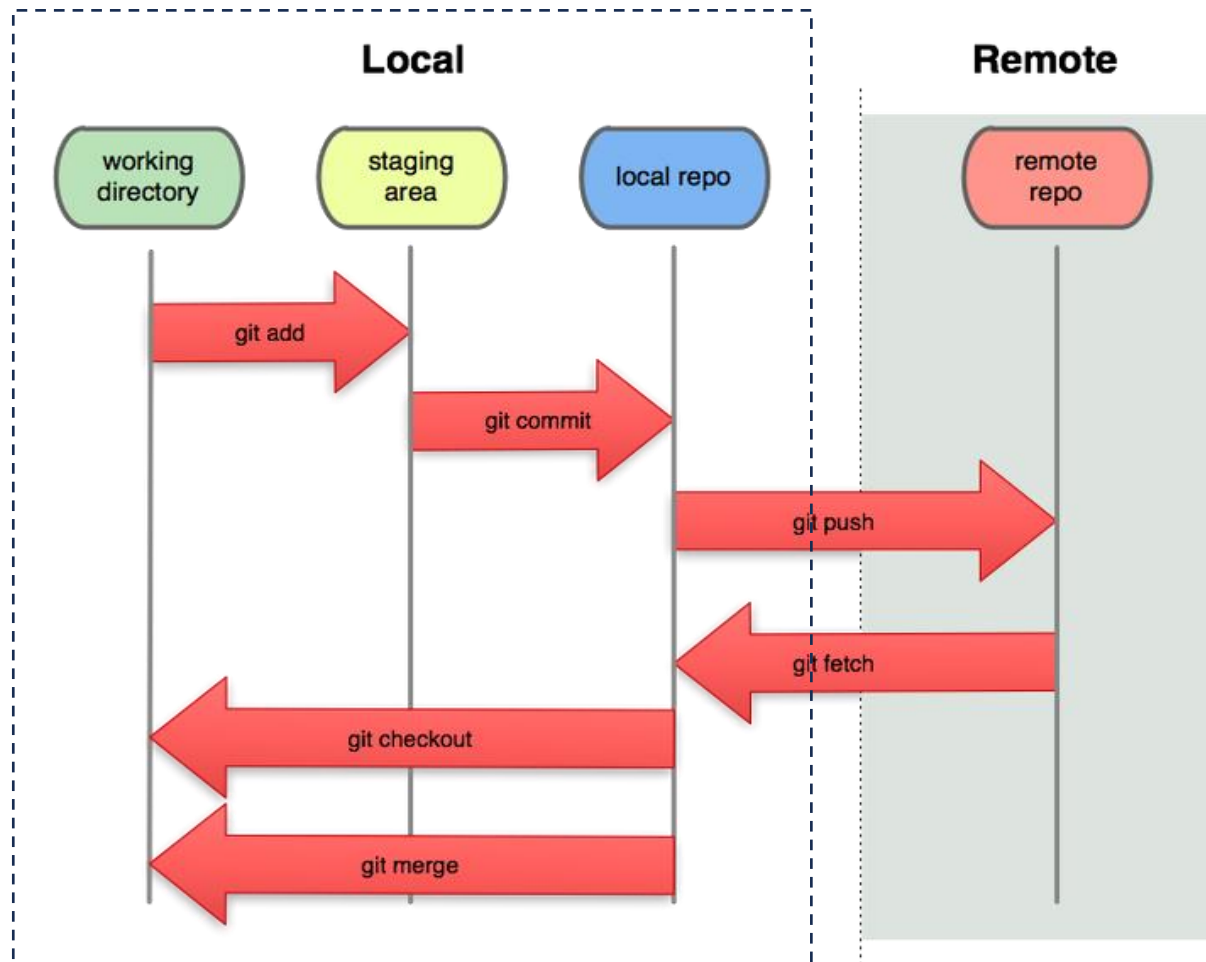 Local
Remote
working
directory
staging
area
local repo
remote
repo
git add
git commit
git push
git fetch
git checkout
git merge